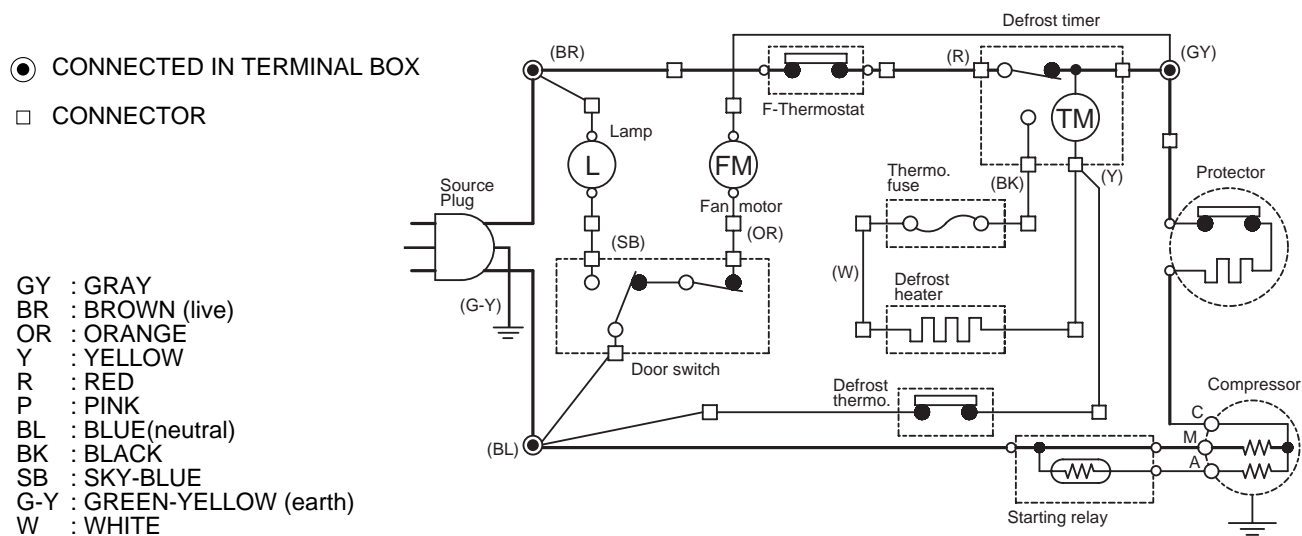 CONNECTED IN TERMINAL BOX
CONNECTOR
GY : GRAY
BR : BROWN (live)
OR : ORANGE
Y : YELLOW
R : RED
P : PINK
BL : BLUE(neutral)
BK : BLACK
SB : SKY-BLUE
G-Y : GREEN-YELLOW (earth)
W : WHITE
Defrost timer
(BR)
(R)
(GY)
F-Thermostat
TM
Lamp
L
FM
Fan motor
(OR)
(SB)
Source
Plug
(G-Y)
Door switch
Thermo.
fuse
(BK)
(Y)
(W)
Defrost
heater
Protector
Defrost
thermo.
Compressor
C
M
A
(BL)
Starting relay